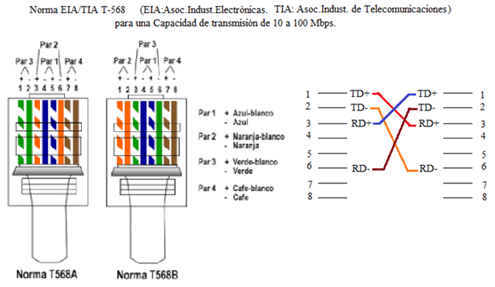 Norma EIA/TIA T-568 (EIA:Asoc.Indust.Electrónicas. TIA: Asoc.Indust. de Telecomunicaciones)
para una Capacidad de transmisión de 10 a 100 Mbps.
Par 2
Par 3 Par 1 Par 4
+ - + - + - + -
1 2 3 4 5 6 7 8
Norma T568A
Par 3
Par 2 Par 1 Par 4
+ - + - + - + -
1 2 3 4 5 6 7 8
Norma T568B
Par 1 + Azul-blanco
- Azul
Par 2 + Naranja-blanco
- Naranja
Par 3 + Verde-blanco
- Verde
Par 4 + Cafe-blanco
- Cafe
1 TD+ TD+ 1
2 TD- TD- 2
3 RD+ RD+ 3
4 4
5 5
6 RD- RD- 6
7 7
8 8